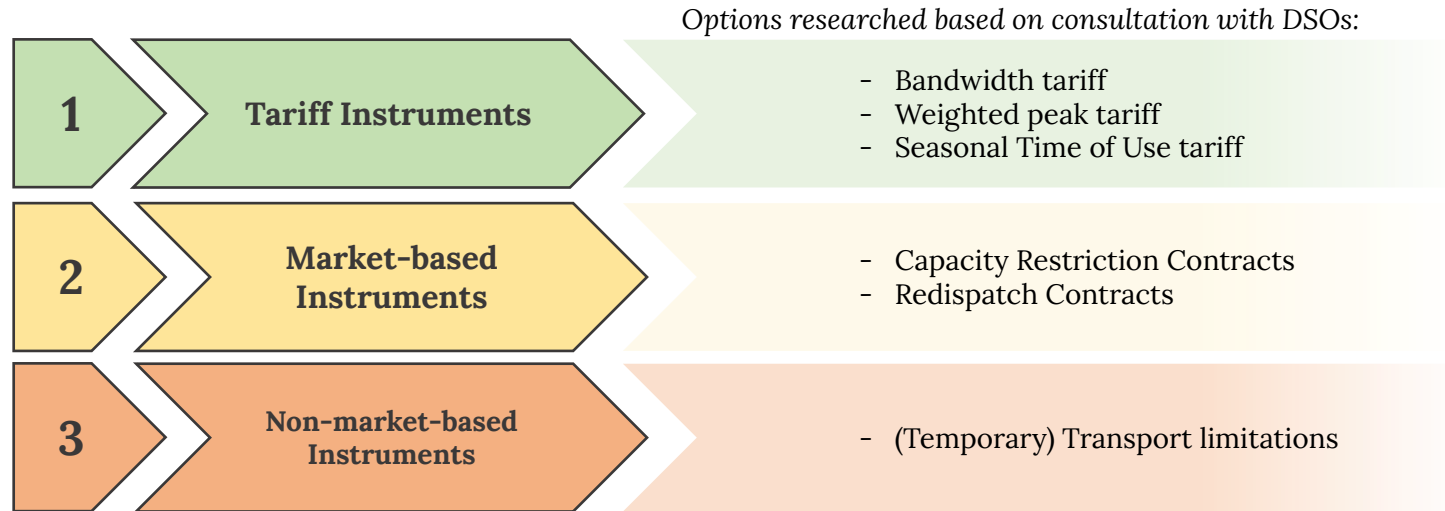 Options researched based on consultation with DSOs:
1
Tariff Instruments
- Bandwidth tariff
- Weighted peak tariff
- Seasonal Time of Use tariff
2
Market-based
Instruments
- Capacity Restriction Contracts
- Redispatch Contracts
3
Non-market-based
Instruments
- (Temporary) Transport limitations